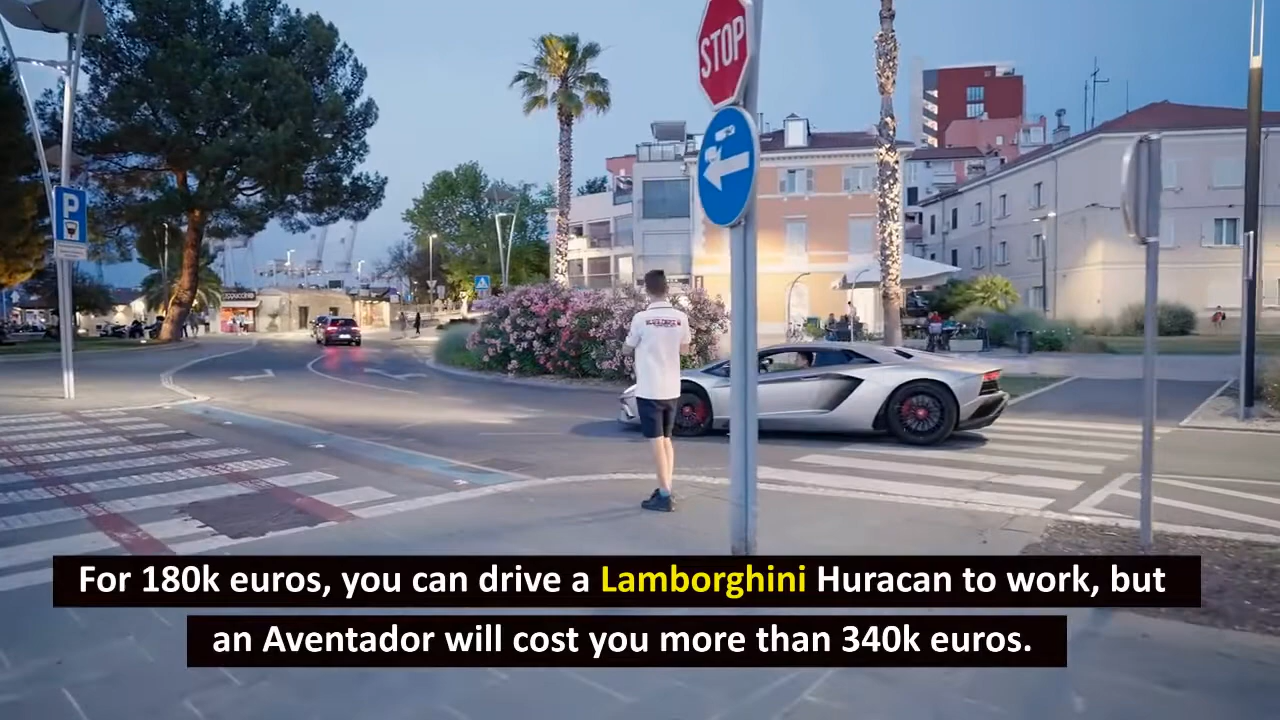 STOP
P
For 180k euros, you can drive a Lamborghini Huracan to work, but
an Aventador will cost you more than 340k euros.